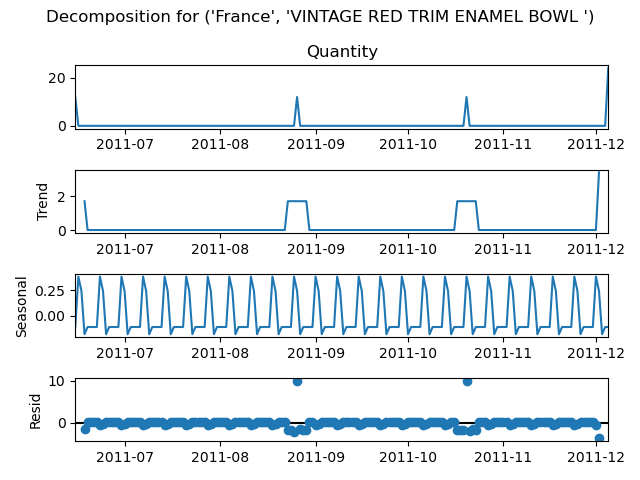 Decomposition for ('France', 'VINTAGE RED TRIM ENAMEL BOWL ')
Quantity
20
0
2011-07 2011-08 2011-09 2011-10 2011-11 2011-12
Trend
2
0
2011-07 2011-08 2011-09 2011-10 2011-11 2011-12
Seasonal
0.25
0.00
2011-07 2011-08 2011-09 2011-10 2011-11 2011-12
Resid
10
0
2011-07 2011-08 2011-09 2011-10 2011-11 2011-12